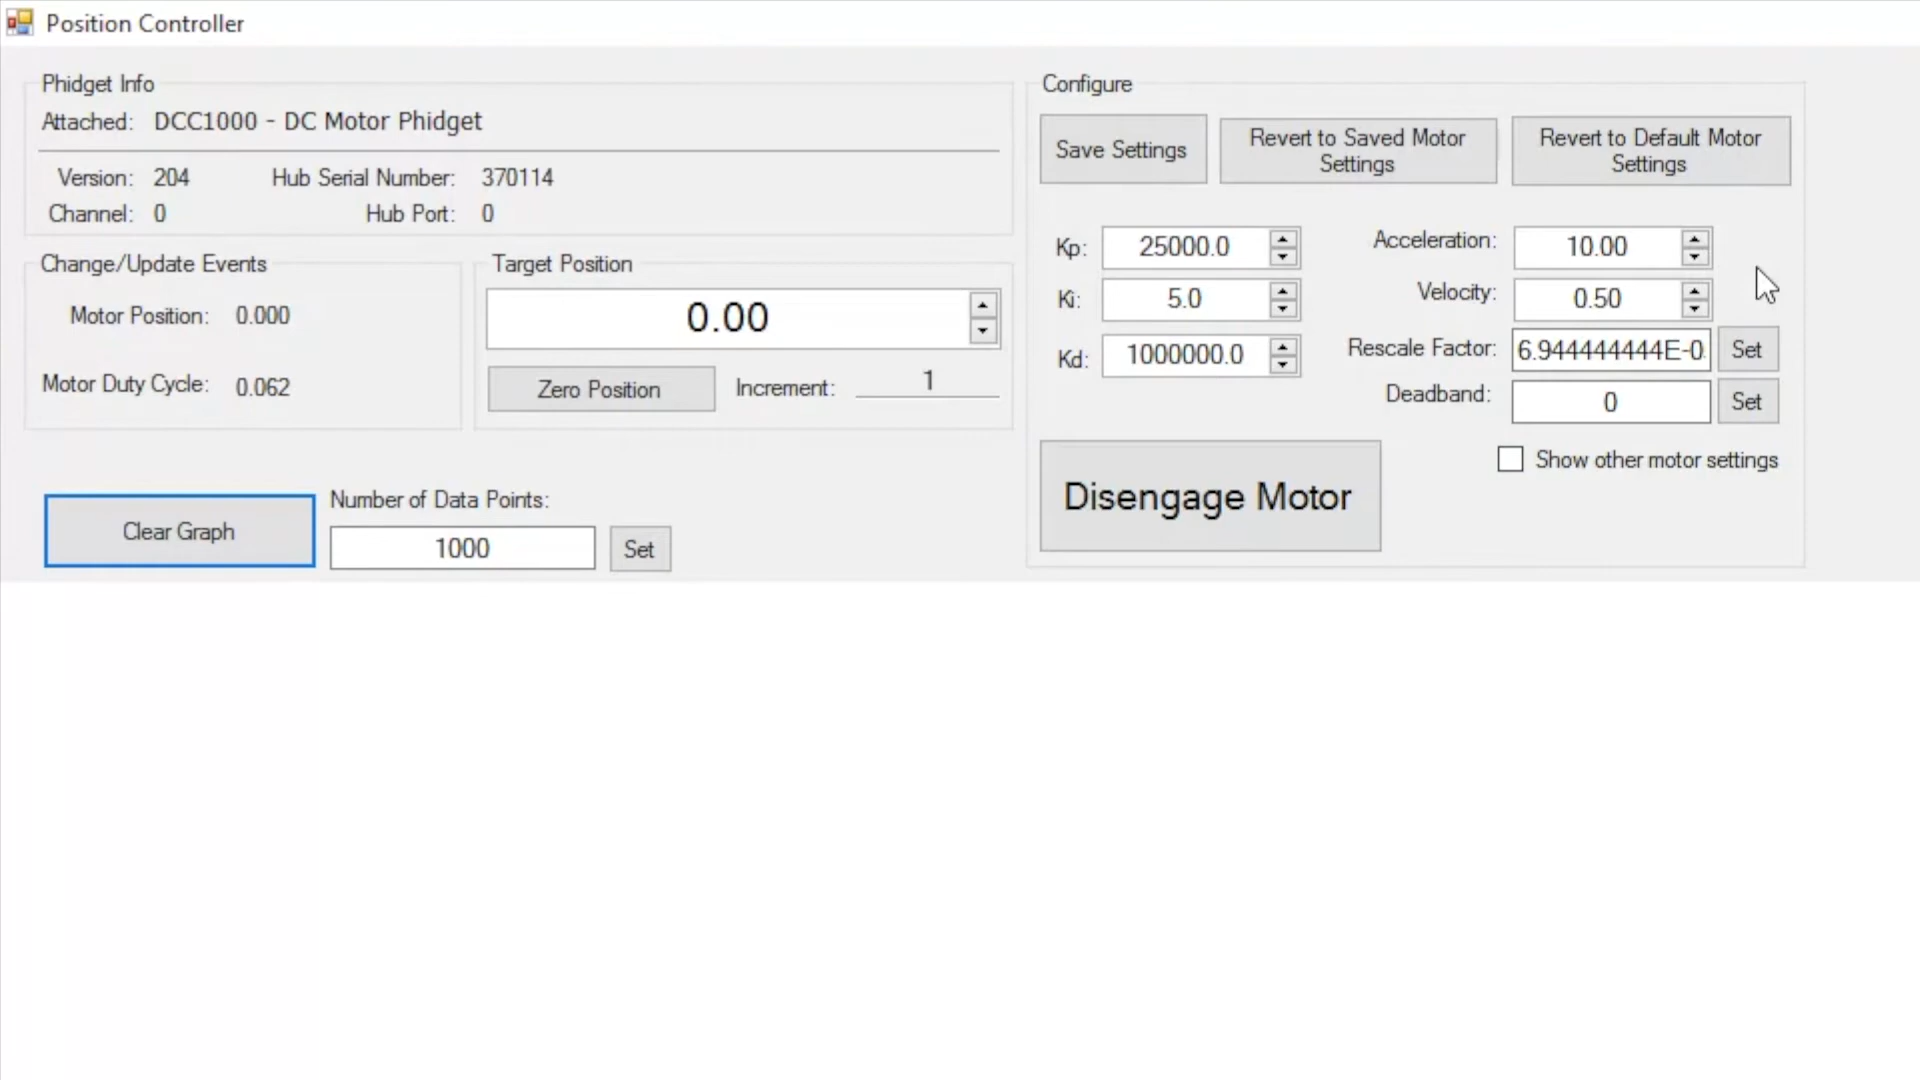 Position Controller
Phidget Info
Attached: DCC1000 - DC Motor Phidget
Version: 204 Hub Serial Number: 370114
Channel: 0 Hub Port: 0
Change/Update Events
Motor Position: 0.000
Motor Duty Cycle: 0.062
Target Position
0.00
Zero Position Increment: 1
Clear Graph
Number of Data Points:
1000 Set
Configure
Save Settings
Revert to Saved Motor
Settings
Revert to Default Motor
Settings
Kp: 25000.0
Ki: 5.0
Kd: 1000000.0
Acceleration: 10.00
Velocity: 0.50
Rescale Factor: 6.944444444E-0 Set
Deadband: 0 Set
Show other motor settings
Disengage Motor